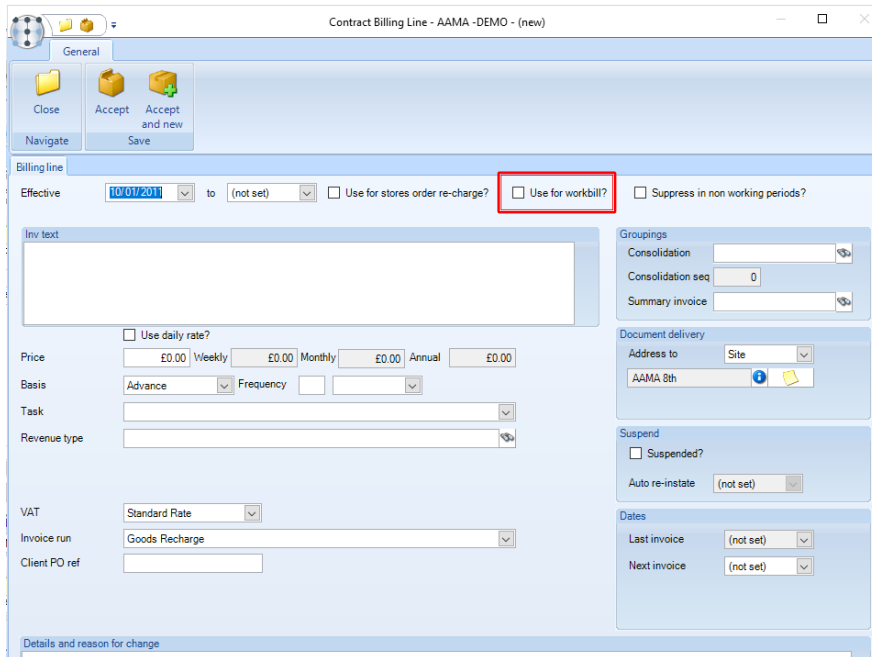 Contract Billing Line - AAMA -DEMO - (new)
General
Close
Accept
Accept and new
Navigate
Save
Billing line
Effective 10/01/2011 to (not set) Use for stores order re-charge? Use for workbill? Suppress in non working periods?
Inv text
Groupings
Consolidation
Consolidation seq 0
Summary invoice
Use daily rate?
Price £0.00 Weekly £0.00 Monthly £0.00 Annual £0.00
Basis Advance Frequency
Task
Revenue type
Document delivery
Address to Site
AAMA 8th
Suspend
Suspended?
Auto re-instate (not set)
VAT Standard Rate
Invoice run Goods Recharge
Client PO ref
Dates
Last invoice (not set)
Next invoice (not set)
Details and reason for change